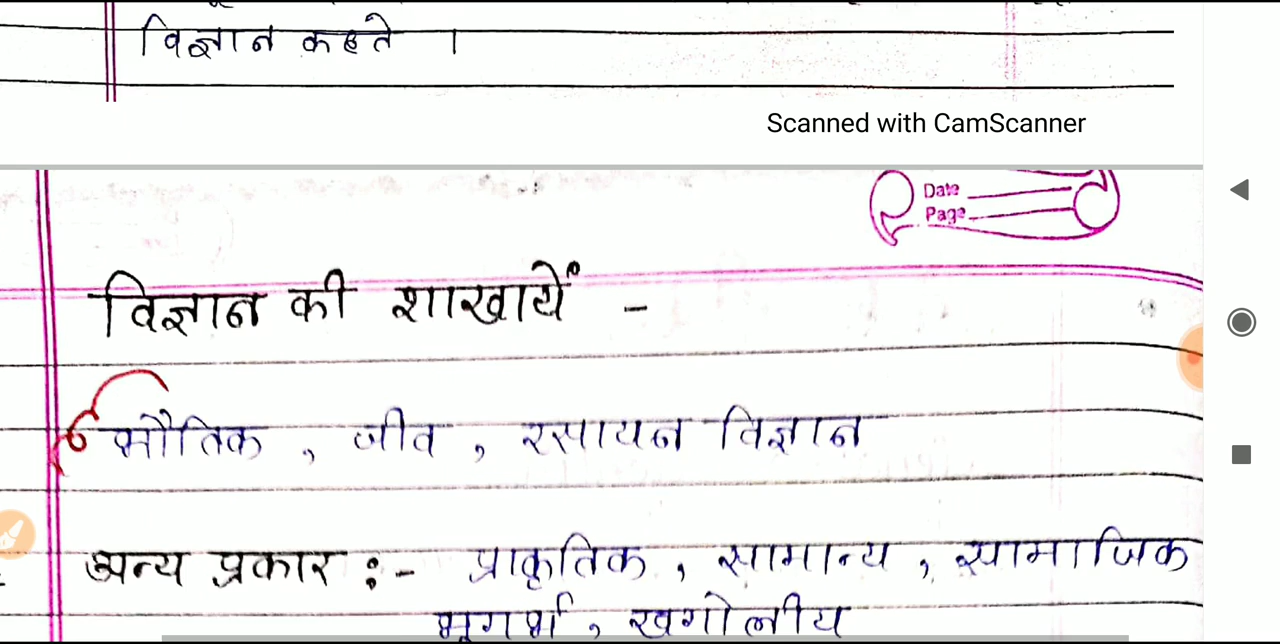 विज्ञान कहते ।
Scanned with CamScanner
Date
Page
विज्ञान की शाखायें -
भौतिक , जीव , रसायन विज्ञान
अन्य प्रकार :- प्राकृतिक , सामान्य , सामाजिक
भूगर्भ , खगोलीय